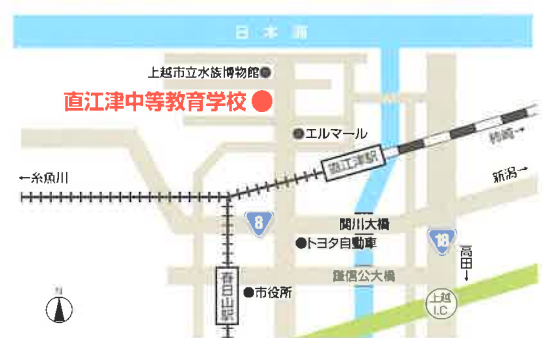 日本海
上越市立水族博物館
直江津中等教育学校
エルマール
直江津駅
柿崎→
←糸魚川
新潟→
8
関川大橋
トヨタ自動車
18
高田→
謙信公大橋
春日山駅
市役所
上越
I.C
N